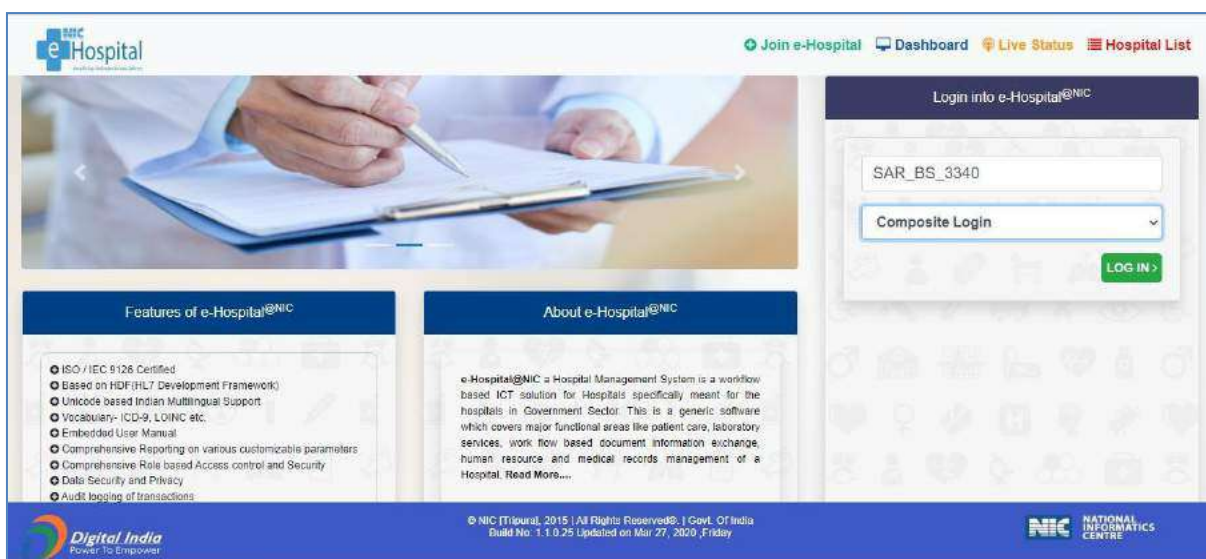 NIC
e Hospital
Join e-Hospital Dashboard Live Status Hospital List
Login into e-Hospital@NIC
SAR_BS_3340
Composite Login
LOG IN >
Features of e-Hospital@NIC
ISO / IEC 9126 Certified
Based on HDF(HL7 Development Framework)
Unicode based Indian Multilingual Support
Vocabulary- ICD-9, LOINC etc.
Embedded User Manual
Comprehensive Reporting on various customizable parameters
Comprehensive Role based Access control and Security
Data Security and Privacy
Audit logging of transactions
About e-Hospital@NIC
e-Hospital@NIC a Hospital Management System is a workflow
based ICT solution for Hospitals specifically meant for the
hospitals in Government Sector. This is a generic software
which covers major functional areas like patient care, laboratory
services, work flow based document information exchange,
human resource and medical records management of a
Hospital. Read More....
Digital India
Power To Empower
© NIC [Tripura], 2015 | All Rights Reserved®. | Govt. Of India
Build No: 1.1.0.25 Updated on Mar 27, 2020 ,Friday
NIC NATIONAL
INFORMATICS
CENTRE